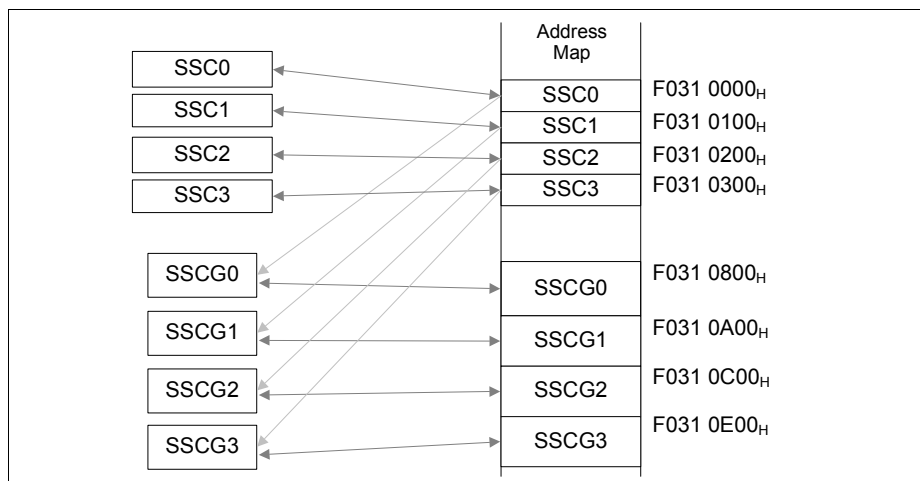 Address
Map
SSC0
SSC0
F031 0000H
SSC1
SSC1
F031 0100H
SSC2
SSC2
F031 0200H
SSC3
SSC3
F031 0300H
SSCG0
SSCG0
F031 0800H
SSCG1
SSCG1
F031 0A00H
SSCG2
SSCG2
F031 0C00H
SSCG3
SSCG3
F031 0E00H